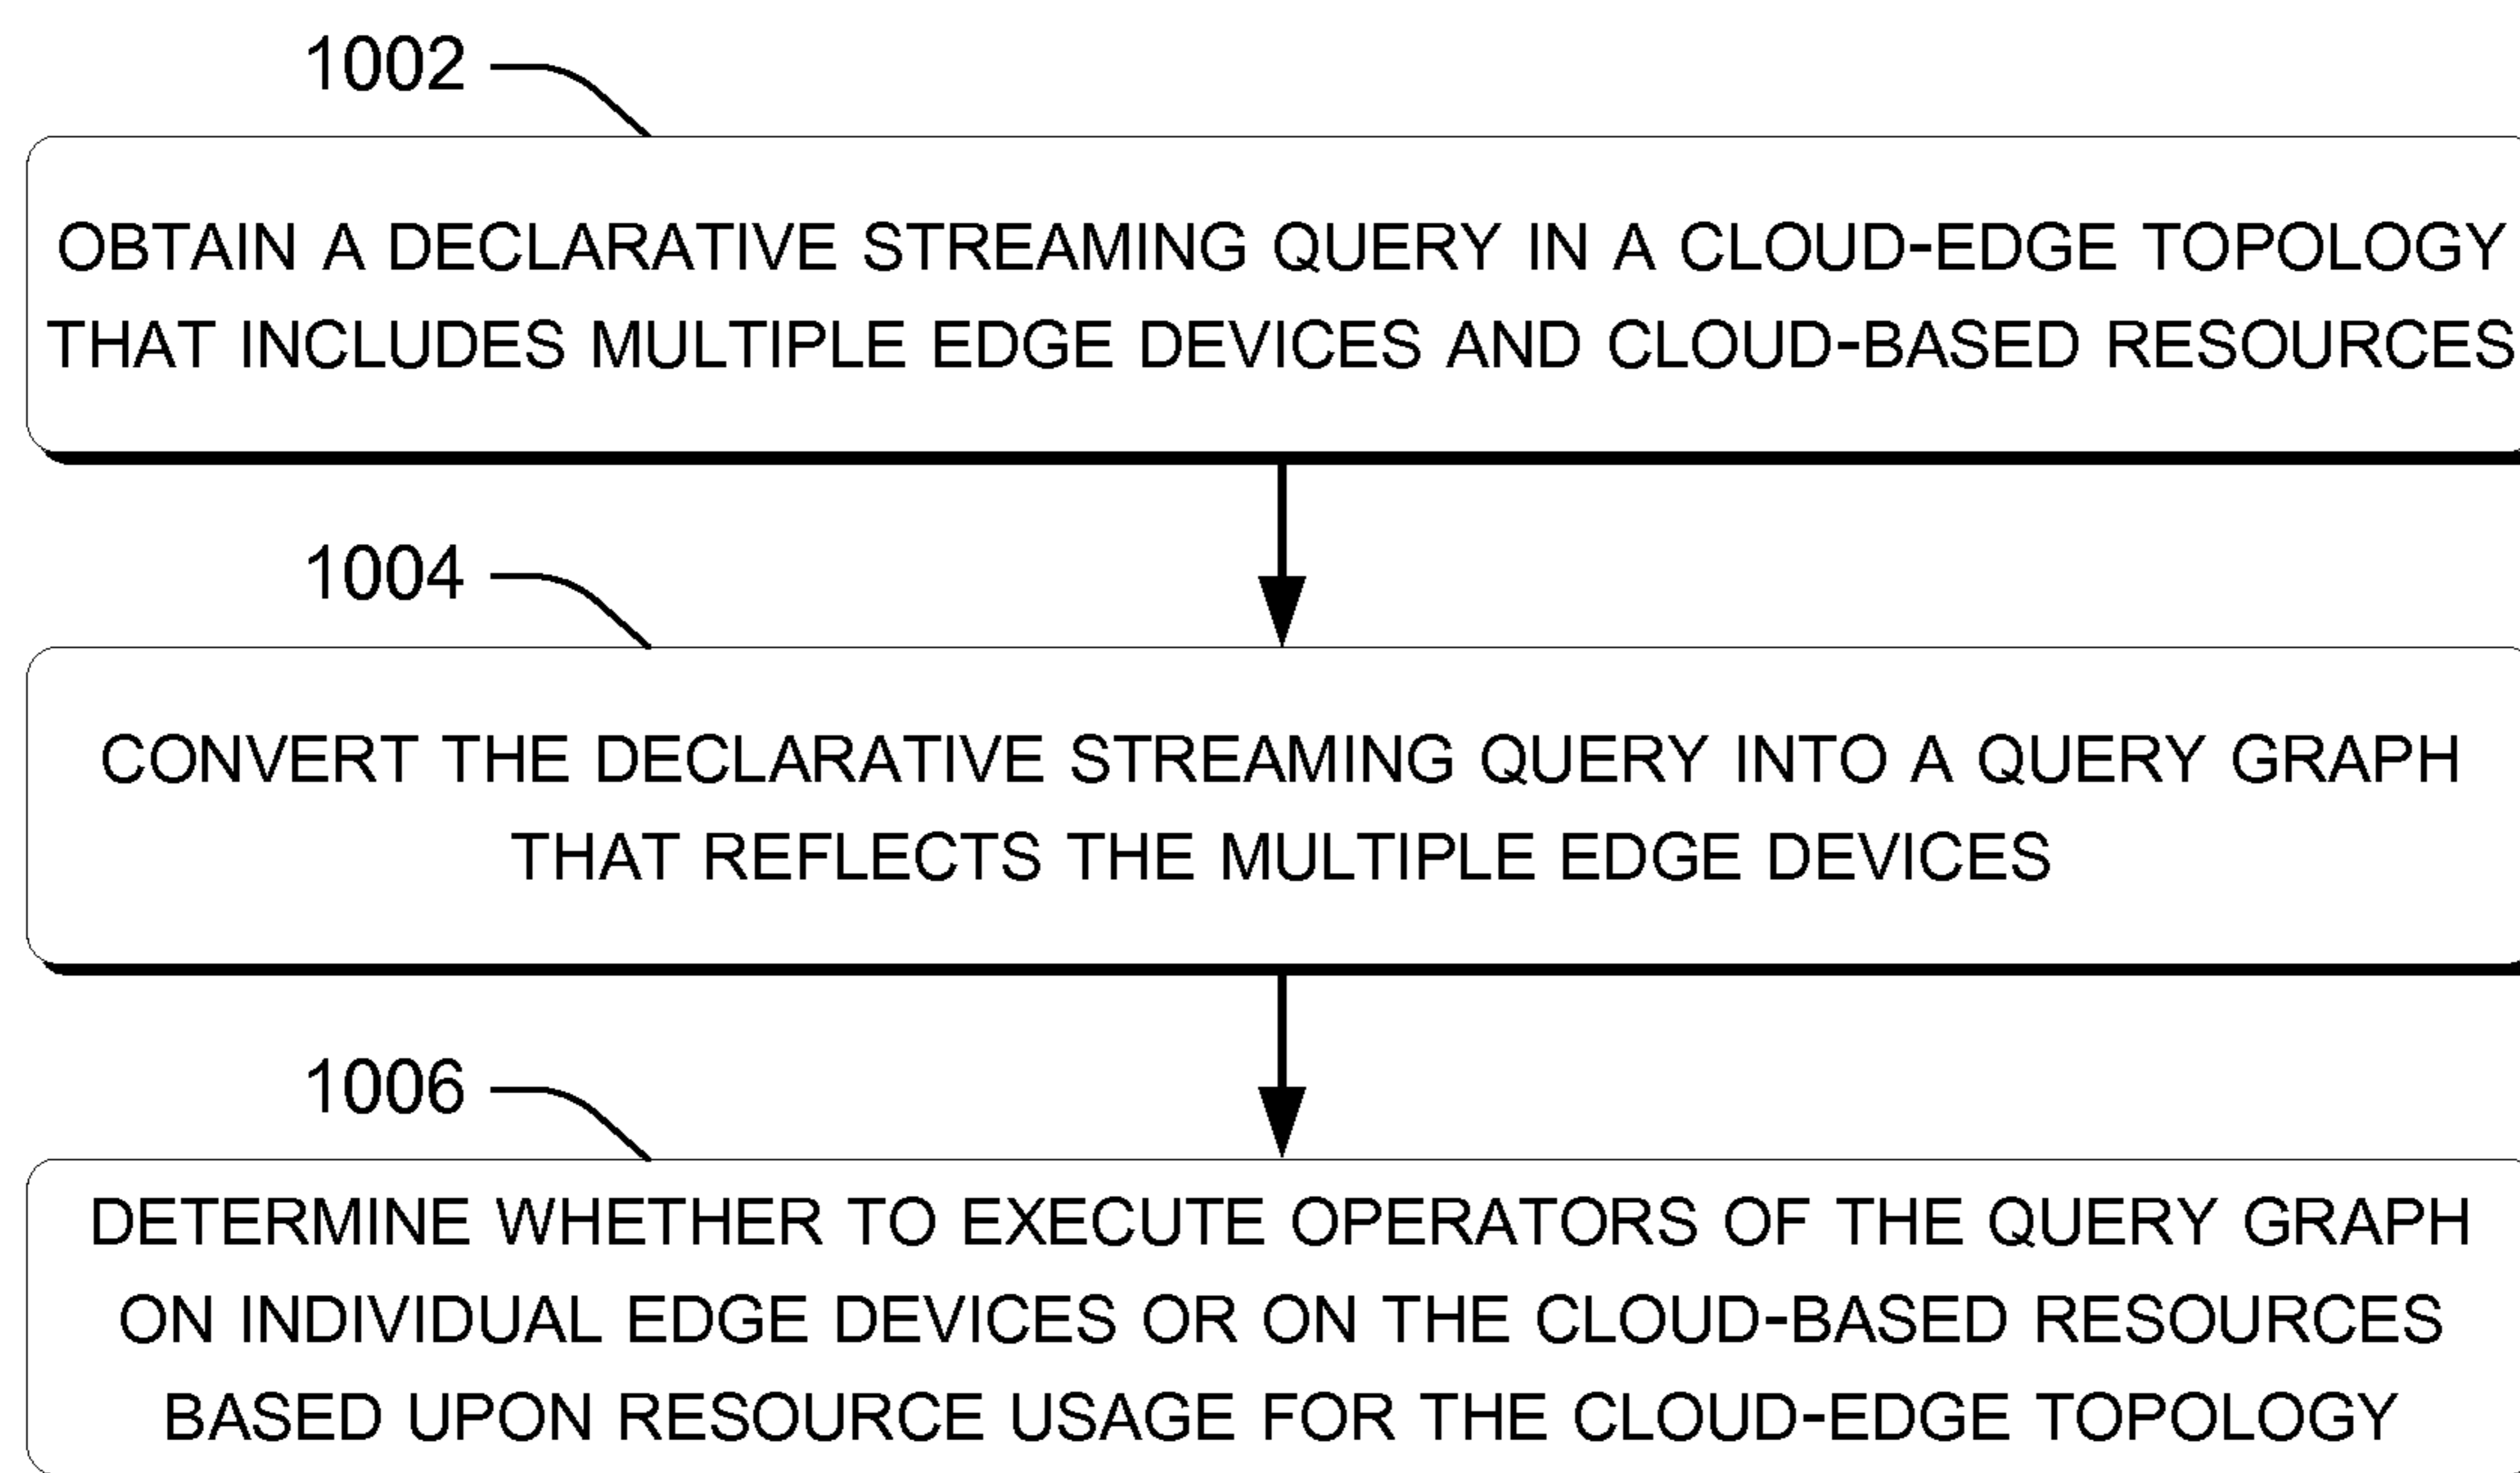 1002
OBTAIN A DECLARATIVE STREAMING QUERY IN A CLOUD-EDGE TOPOLOGY
THAT INCLUDES MULTIPLE EDGE DEVICES AND CLOUD-BASED RESOURCES
1004
CONVERT THE DECLARATIVE STREAMING QUERY INTO A QUERY GRAPH
THAT REFLECTS THE MULTIPLE EDGE DEVICES
1006
DETERMINE WHETHER TO EXECUTE OPERATORS OF THE QUERY GRAPH
ON INDIVIDUAL EDGE DEVICES OR ON THE CLOUD-BASED RESOURCES
BASED UPON RESOURCE USAGE FOR THE CLOUD-EDGE TOPOLOGY